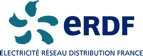 eRDF
ÉLECTRICITÉ RÉSEAU DISTRIBUTION FRANCE